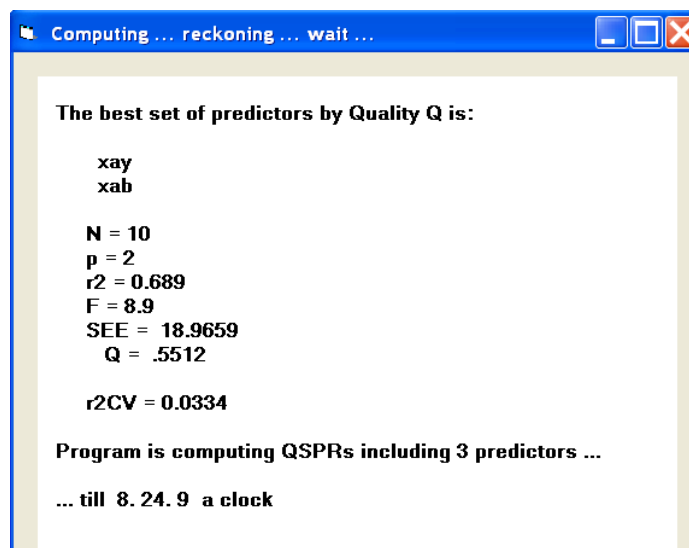 Computing ... reckoning ... wait ...
The best set of predictors by Quality Q is:
xay
xab
N = 10
p = 2
r2 = 0.689
F = 8.9
SEE = 18.9659
Q = .5512
r2CV = 0.0334
Program is computing QSPRs including 3 predictors ...
... till 8. 24. 9 a clock